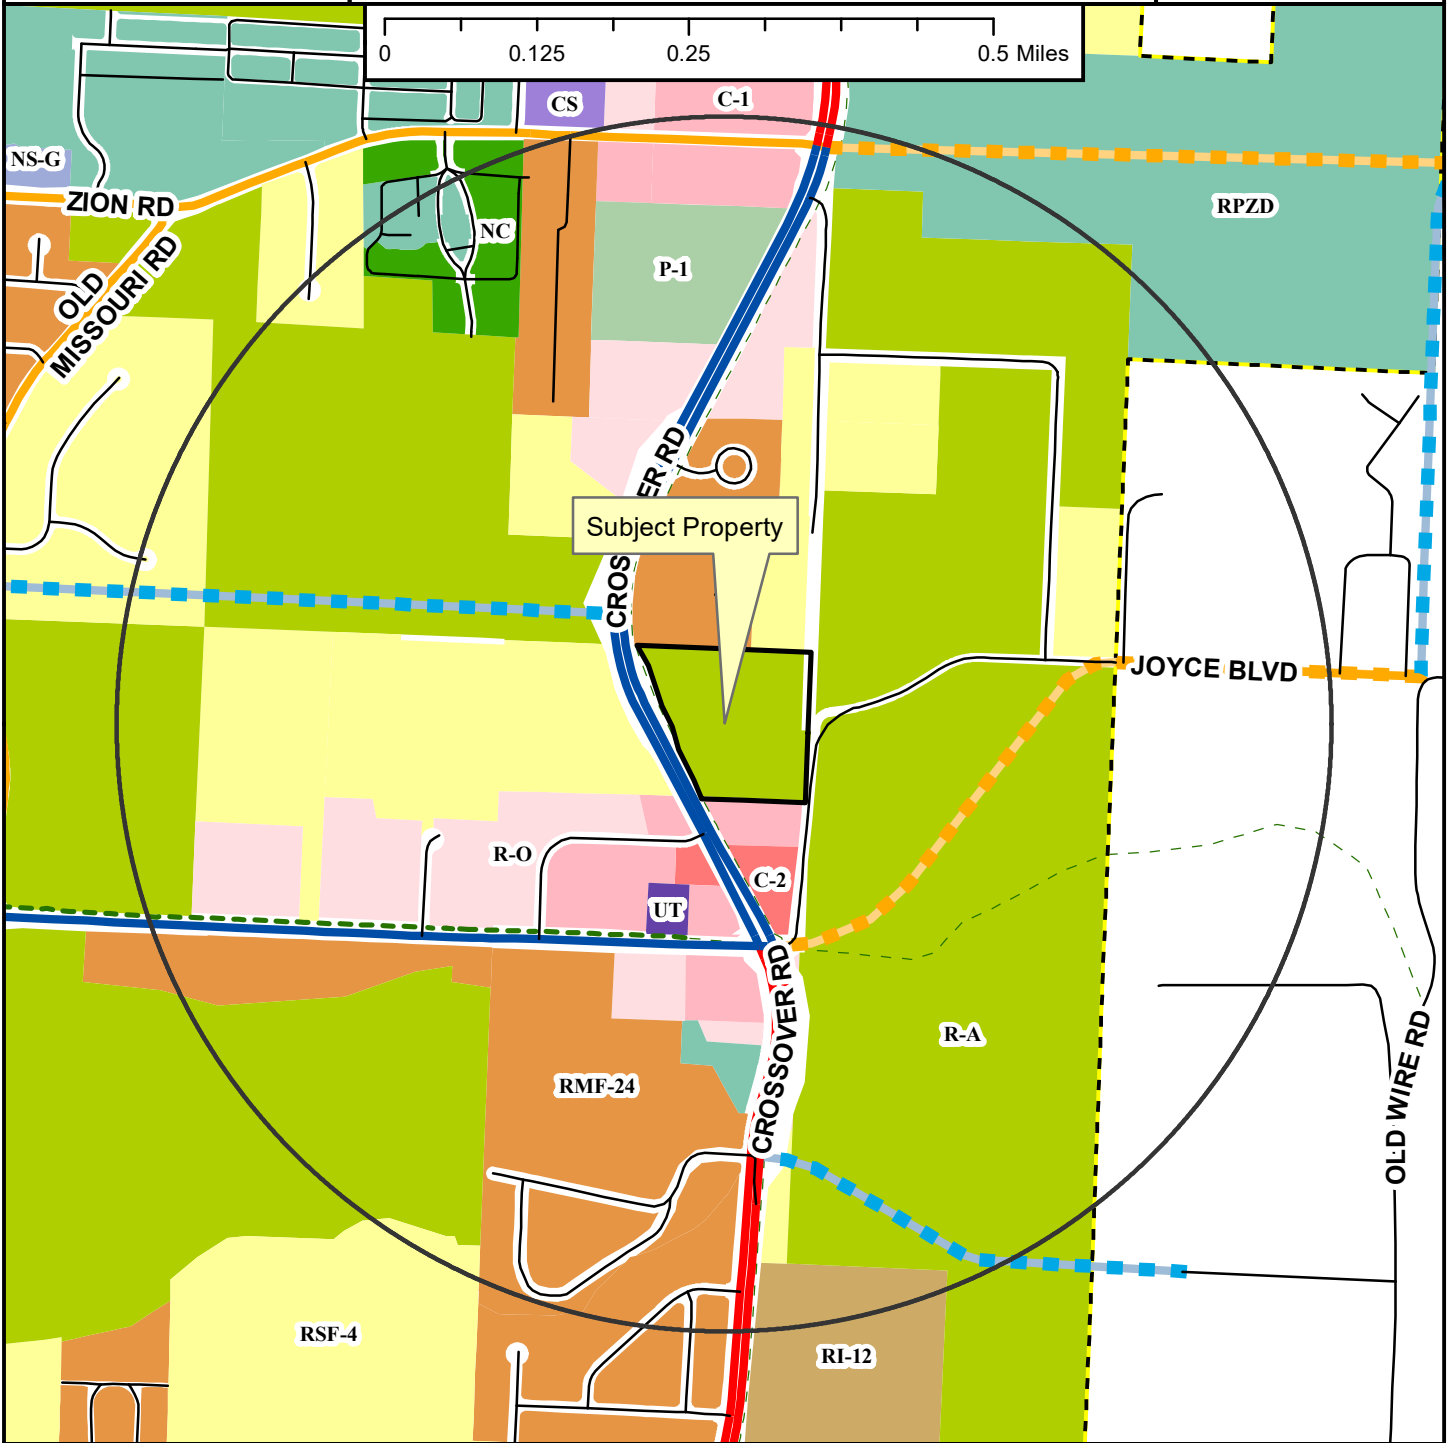 0 0.125 0.25 0.5 Miles
CS
C-1
NS-G
ZION RD
NC
RPZD
OLD
MISSOURI RD
P-1
CROSSOVER RD
Subject Property
JOYCE BLVD
R-O
C-2
UT
CROSSOVER RD
R-A
RMF-24
OLD WIRE RD
RSF-4
RI-12